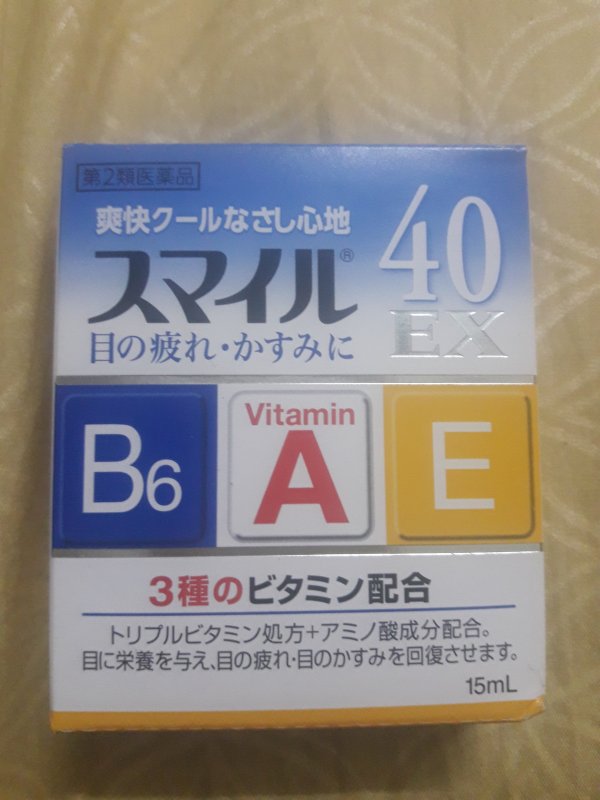 第2類医薬品
爽快クールなさし心地
スマイル® 40
EX
目の疲れ・かすみに
B6
Vitamin
A
E
3種のビタミン配合
トリプルビタミン処方+アミノ酸成分配合。
目に栄養を与え、目の疲れ・目のかすみを回復させます。
15mL